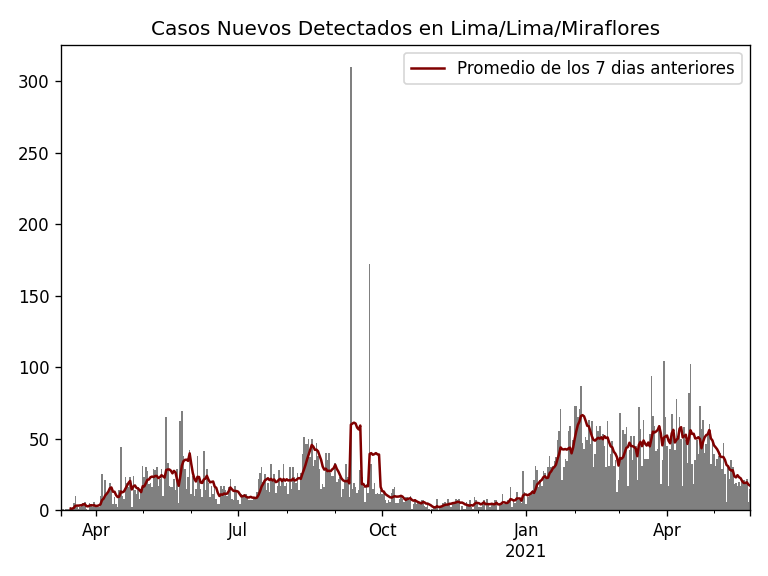 Casos Nuevos Detectados en Lima/Lima/Miraflores
Promedio de los 7 dias anteriores
300
250
200
150
100
50
0
Apr
Jul
Oct
Jan
2021
Apr